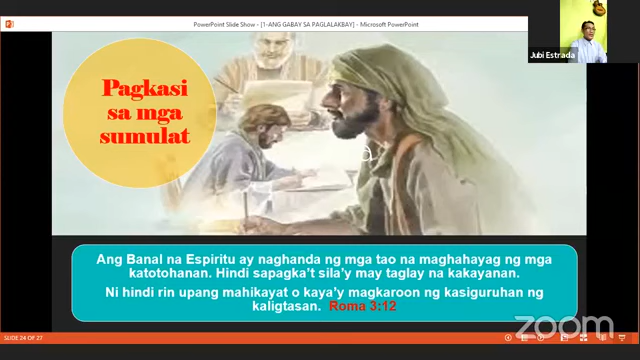 PowerPoint Slide Show - [1-ANG GABAY SA PAGLALAKBAY] - Microsoft PowerPoint
Jubi Estrada
Pagkasi
sa mga
sumulat
Ang Banal na Espiritu ay naghanda ng mga tao na maghahayag ng mga
katotohanan. Hindi sapagka't sila'y may taglay na kakayanan.
Ni hindi rin upang mahikayat o kaya'y magkaroon ng kasiguruhan ng
kaligtasan. Roma 3:12
SLIDE 24 OF 27
zoom